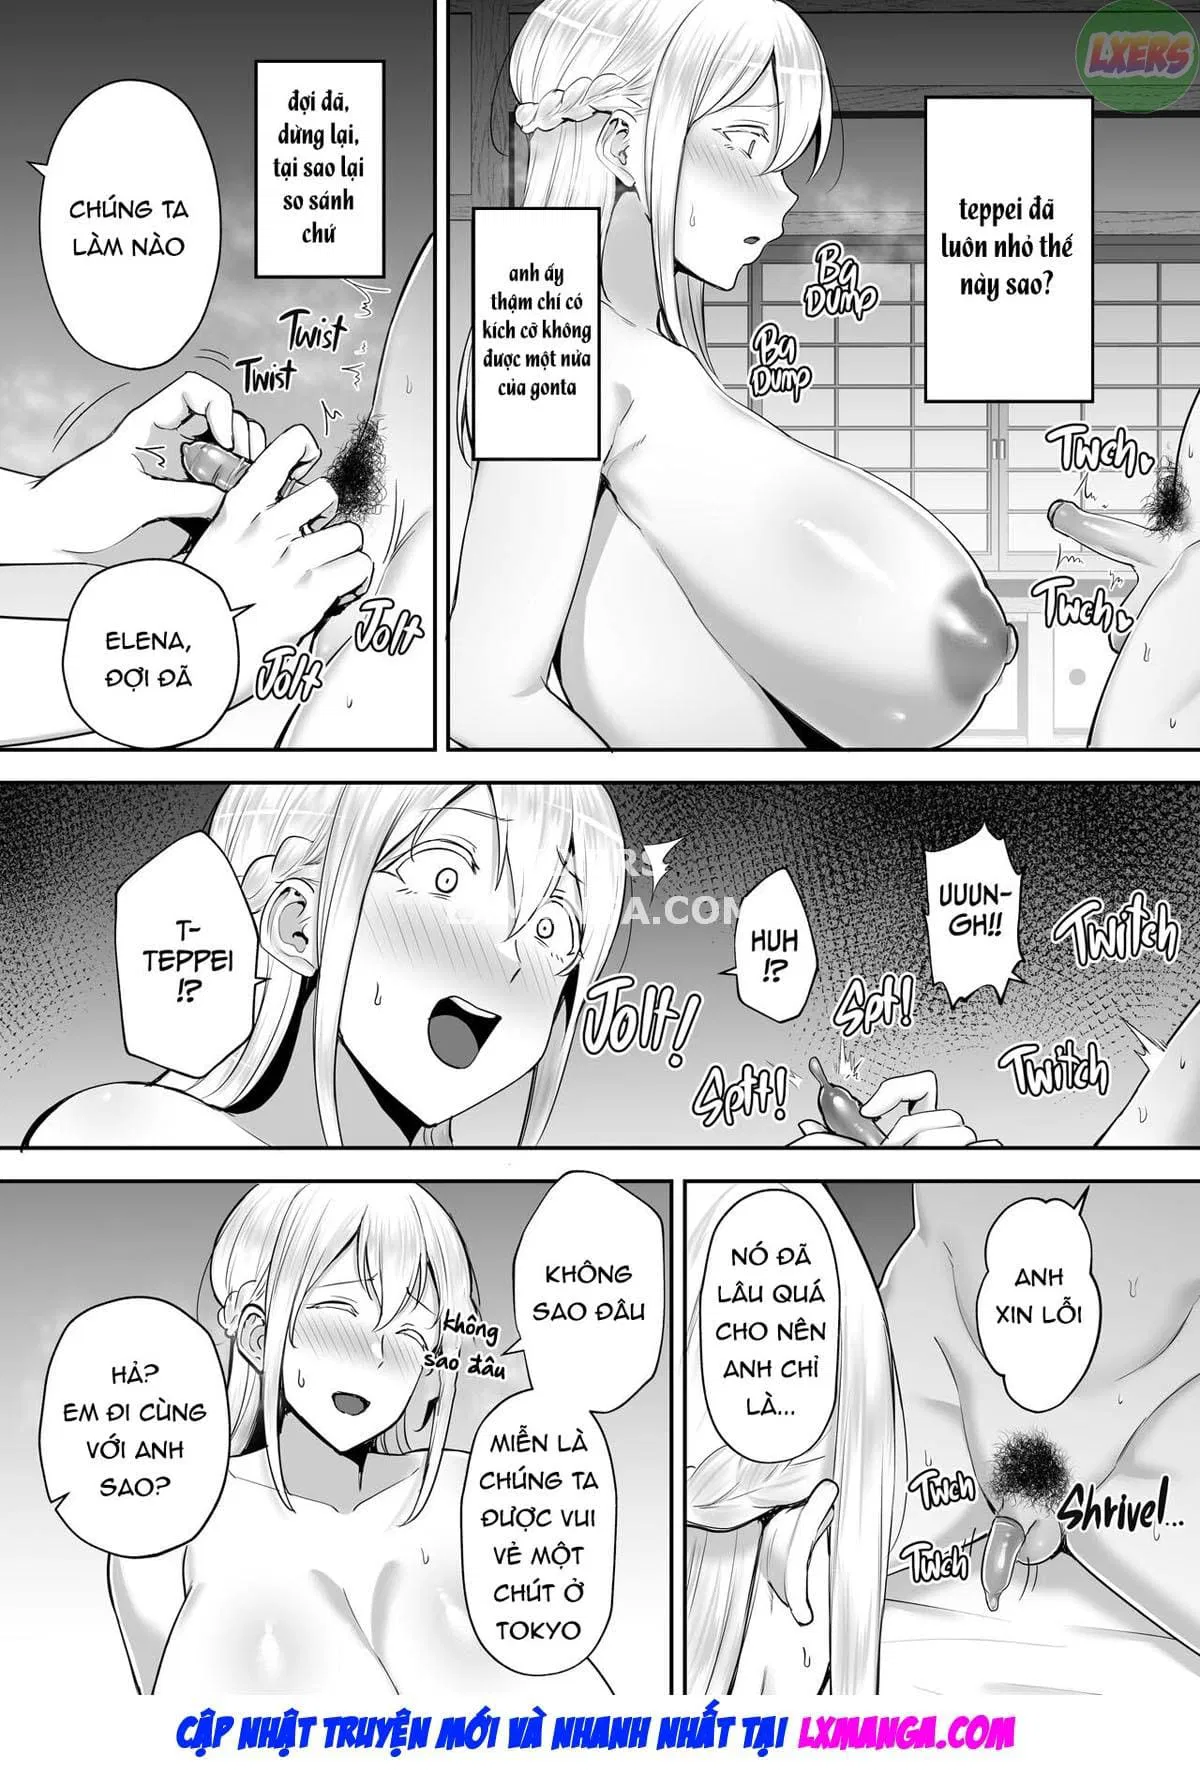 LXERS
teppei đã
luôn nhỏ thế
này sao?
Twch
Twch
Ba
Dump
Ba
Dump
anh ấy
thậm chí có
kích cỡ không
được một nửa
của gonta
đợi đã,
dừng lại,
tại sao lại
so sánh
chứ
CHÚNG TA
LÀM NÀO
Twist
Twist
ELENA,
ĐỢI ĐÃ
Jolt
Jolt
UUUN-
GH!!
Twitch
Twitch
HUH
!?
Spt!
Splt!
Jolt!
T-
TEPPEI
!?
ANH
XIN LỖI
NÓ ĐÃ
LÂU QUÁ
CHO NÊN
ANH CHỈ
LÀ...
Twch
Twch
Shrivel...
KHÔNG
SAO ĐÂU
không
sao đâu
MIỄN LÀ
CHÚNG TA
ĐƯỢC VUI
VẺ MỘT
CHÚT Ở
TOKYO
HẢ?
EM ĐI CÙNG
VỚI ANH
SAO?
CẬP NHẬT TRUYỆN MỚI VÀ NHANH NHẤT TẠI LXMANGA.COM